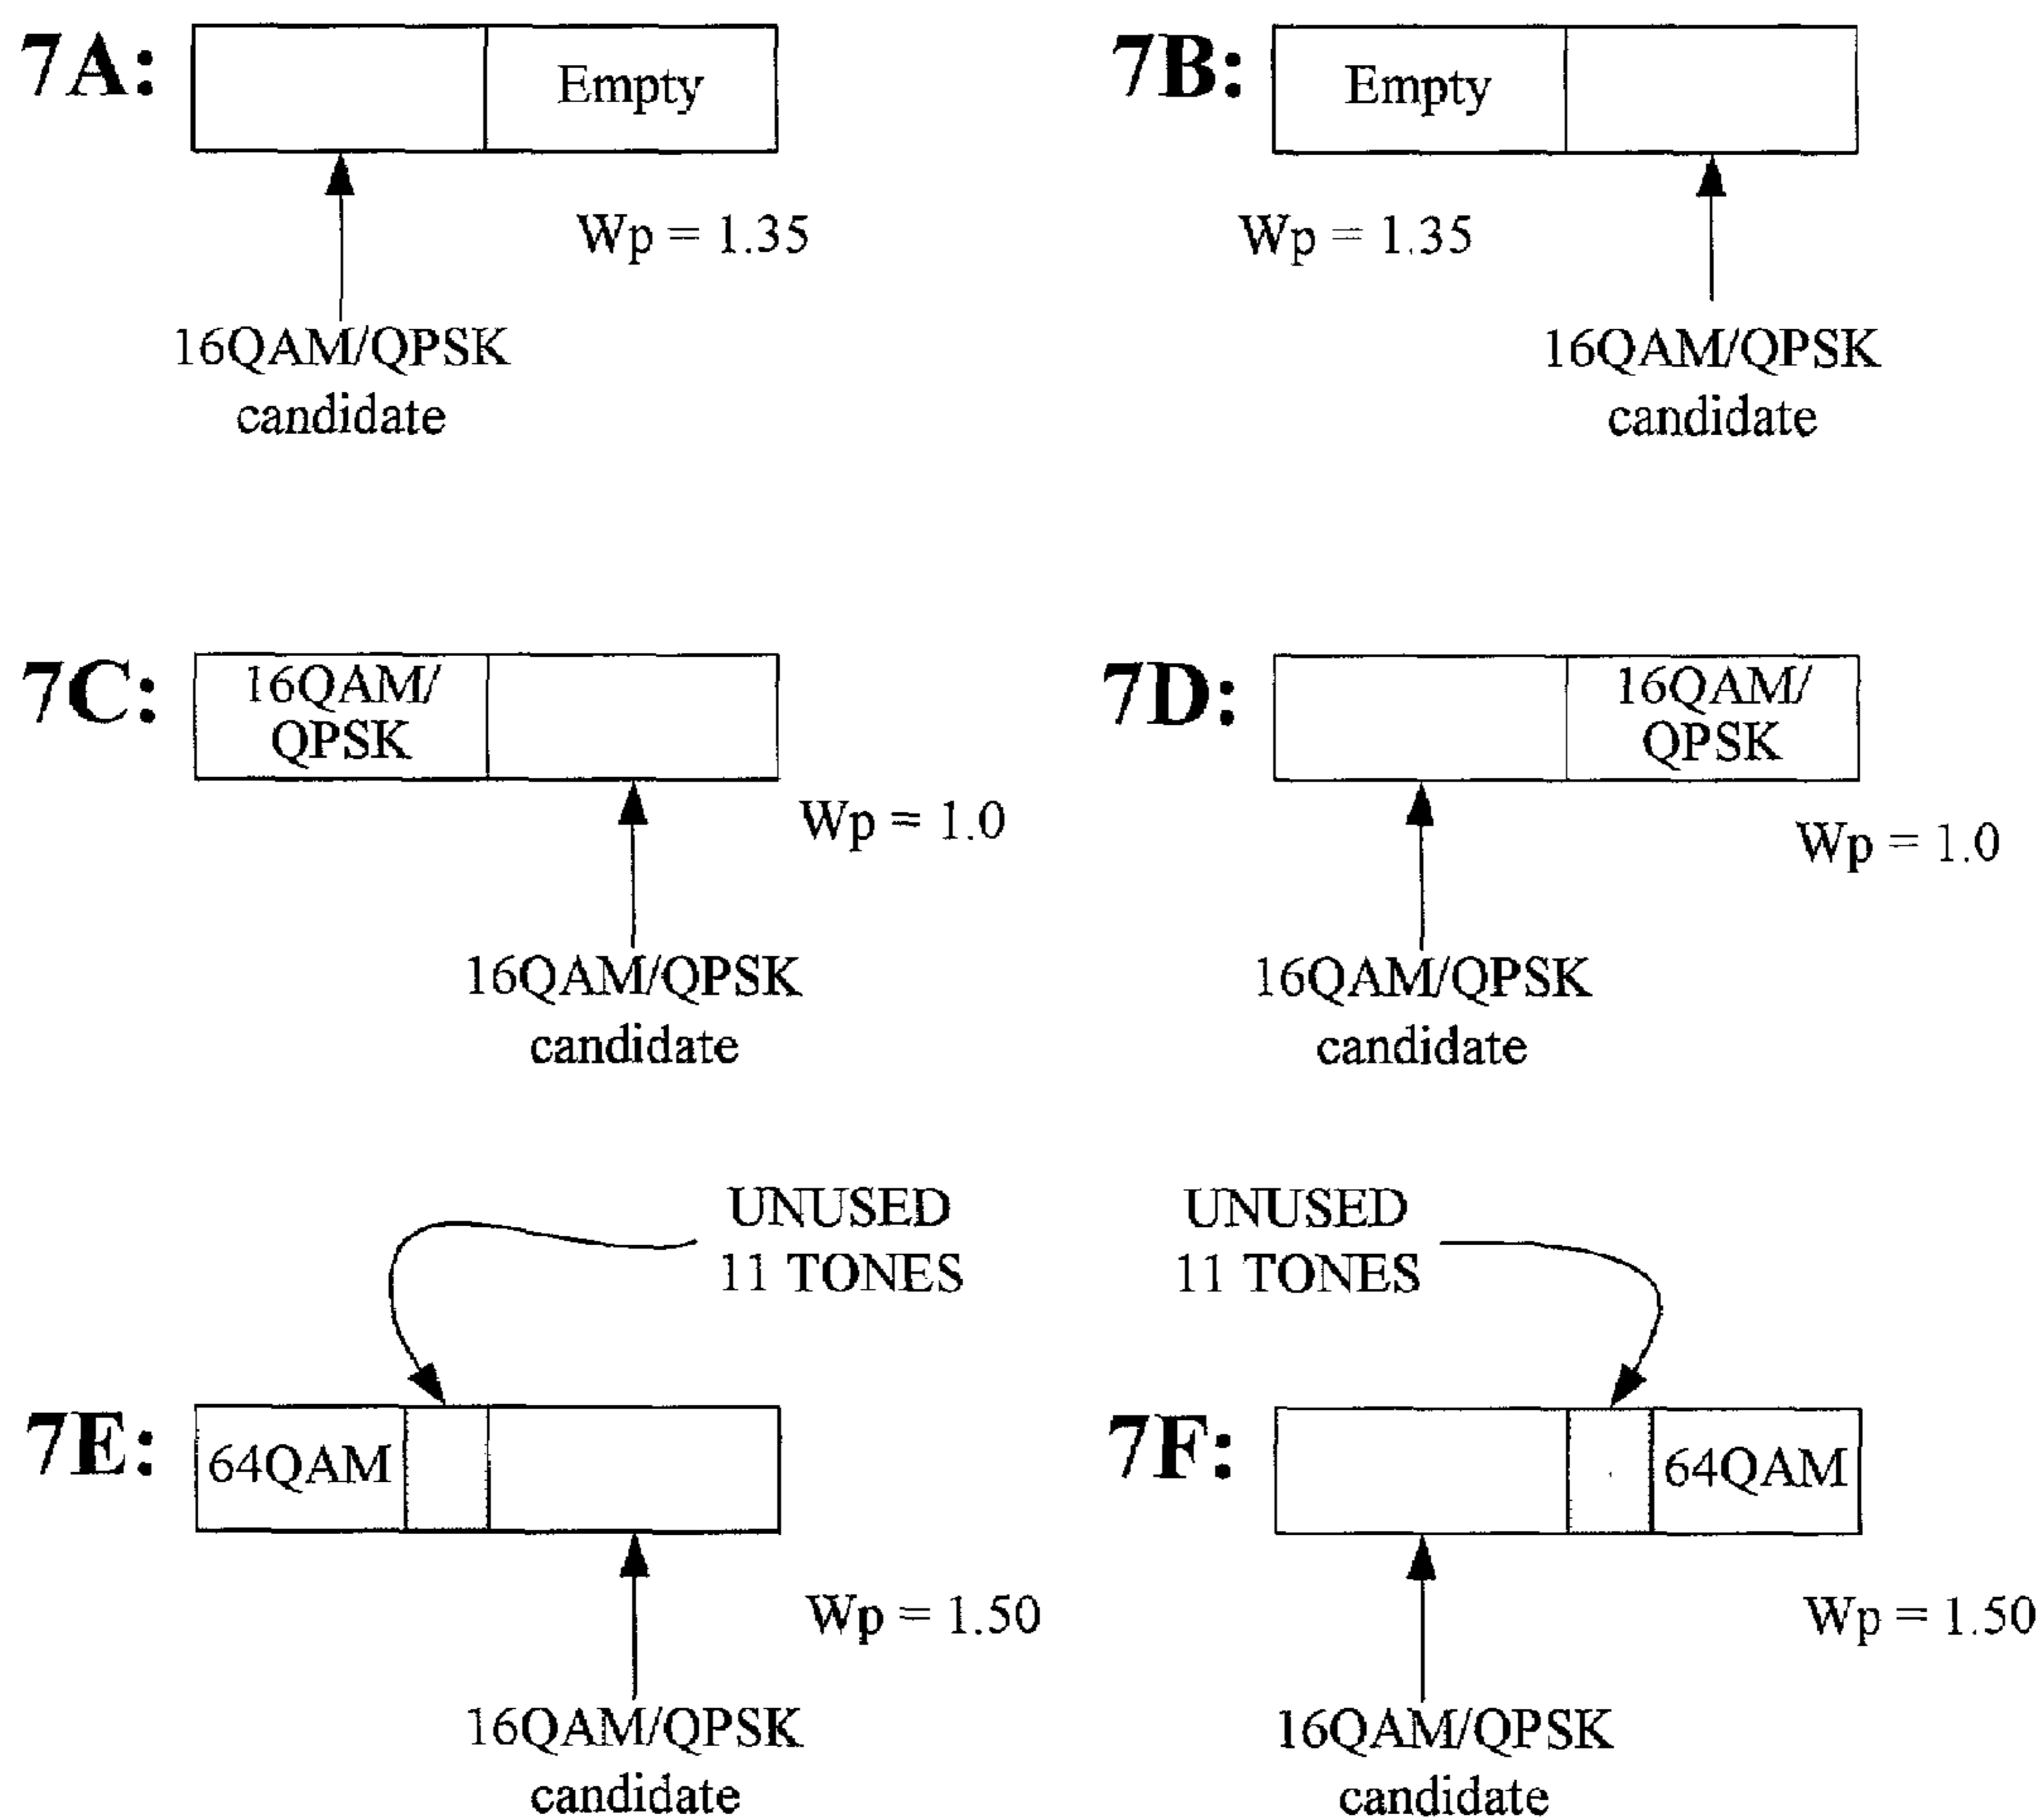 7A:
Empty
Wp = 1.35
16QAM/QPSK
candidate
7B:
Empty
Wp = 1.35
16QAM/QPSK
candidate
7C:
16QAM/
QPSK
Wp = 1.0
16QAM/QPSK
candidate
7D:
16QAM/
QPSK
Wp = 1.0
16QAM/QPSK
candidate
UNUSED
11 TONES
7E:
64QAM
Wp = 1.50
16QAM/QPSK
candidate
UNUSED
11 TONES
7F:
64QAM
Wp = 1.50
16QAM/QPSK
candidate